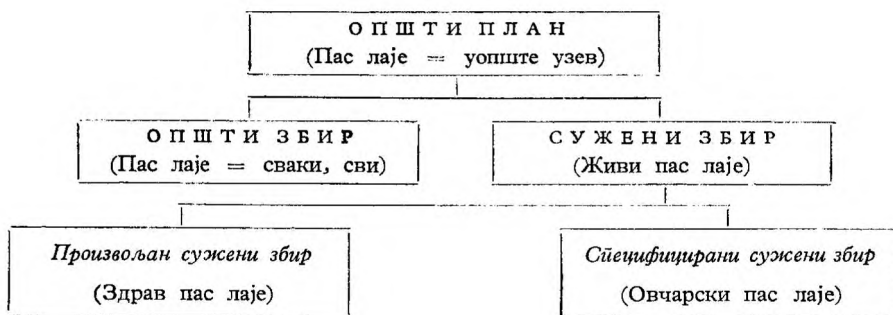 ОПШТИ ПЛАН
(Пас лаје = уопште узев)
ОПШТИ ЗБИР
(Пас лаје = сваки, сви)
СУЖЕНИ ЗБИР
(Живи пас лаје)
Произвољан сужени збир
(Здрав пас лаје)
Специфицирани сужени збир
(Овчарски пас лаје)